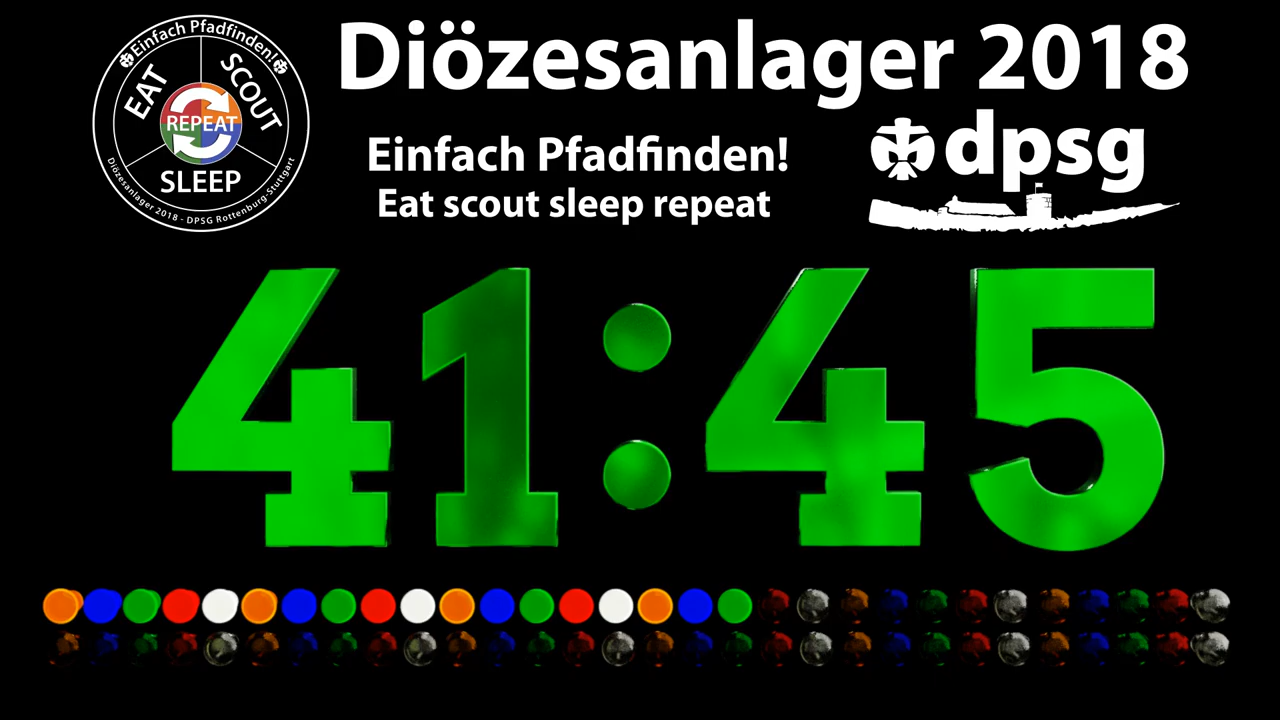 Einfach Pfadfinden!
EAT
SCOUT
REPEAT
SLEEP
Diözesanlager 2018 - DPSG Rottenburg-Stuttgart
Diözesanlager 2018
Einfach Pfadfinden!
Eat scout sleep repeat
dpsg
41:45